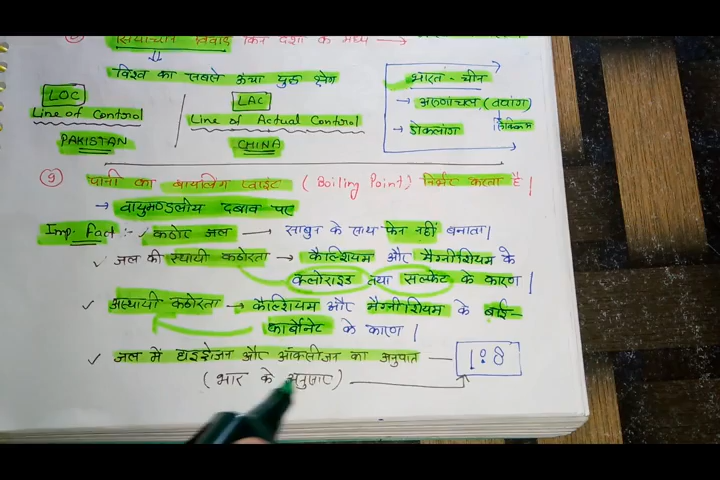 सियाचीन विवाद किन देशों के मध्य →
विश्व का सबसे ऊंचा युद्ध क्षेत्र
LOC
Line of Control
PAKISTAN
LAC
Line of Actual Control
CHINA
भारत - चीन
→ अरुणाचल (तवांग)
→ डोकलांग सिक्किम
9 पानी का बायलिंग प्वाइंट (Boiling Point) निर्भर करता है|
→ वायुमण्डलीय दबाव पर
Imp. Fact :- ✓ कठोर जल → साबुन के साथ फेन नहीं बनाता|
✓ जल की स्थायी कठोरता → कैल्शियम और मैग्नीशियम के
क्लोराइड तथा सल्फेट के कारण|
✓ अस्थायी कठोरता → कैल्शियम और मैग्नीशियम के बाई-
कार्बोनेट के कारण|
✓ जल में हाइड्रोजन और ऑक्सीजन का अनुपात — 1:8
(भार के अनुसार)